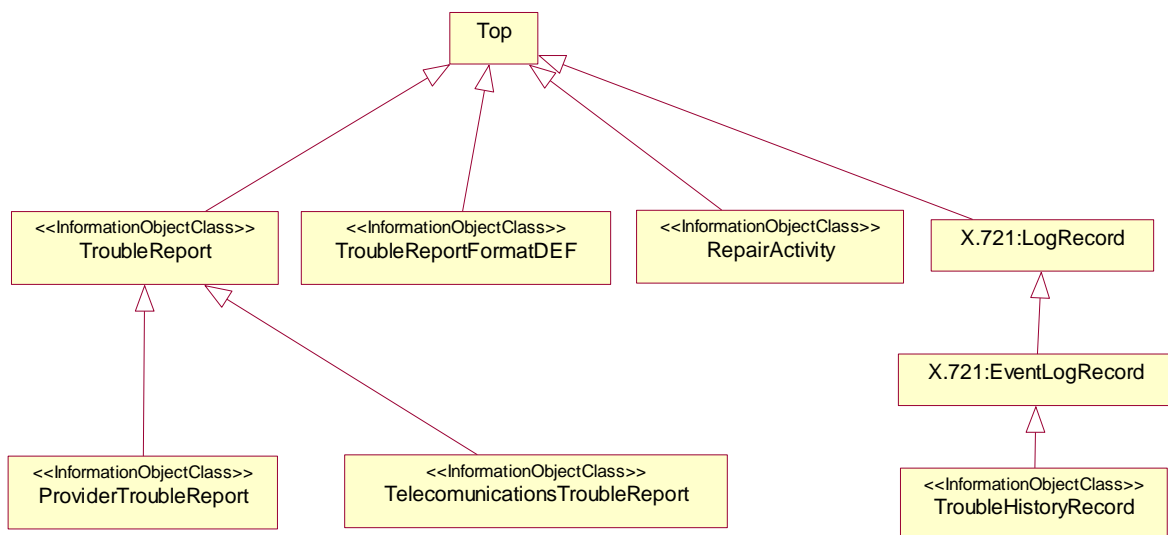 Top
<<InformationObjectClass>>
TroubleReport
<<InformationObjectClass>>
TroubleReportFormatDEF
<<InformationObjectClass>>
RepairActivity
X.721:LogRecord
X.721:EventLogRecord
<<InformationObjectClass>>
ProviderTroubleReport
<<InformationObjectClass>>
TelecomunicationsTroubleReport
<<InformationObjectClass>>
TroubleHistoryRecord